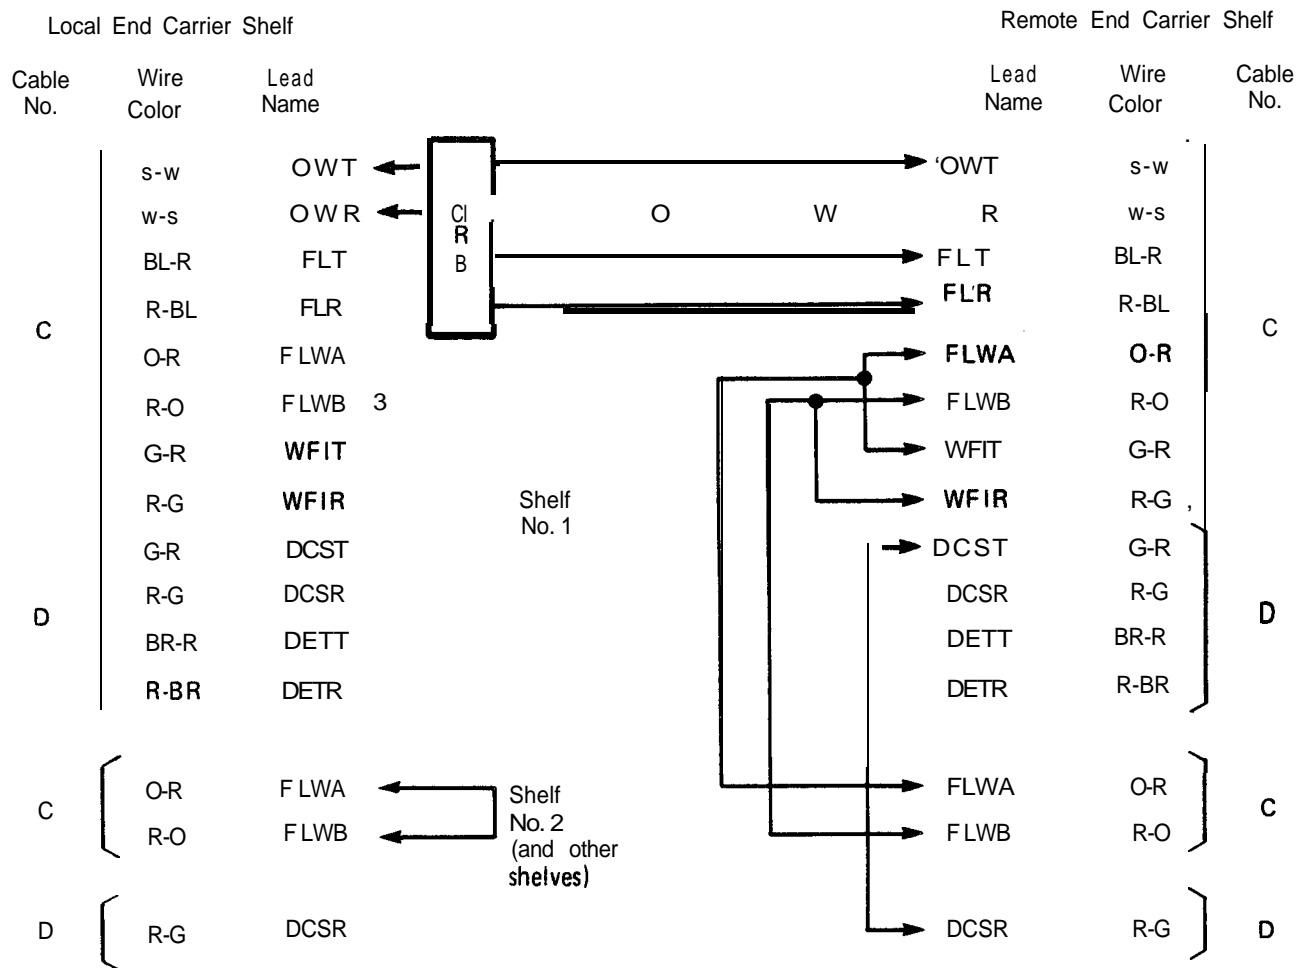 Local End Carrier Shelf
Remote End Carrier Shelf
Cable No.
Wire Color
Lead Name
Lead Name
Wire Color
Cable No.
s-w OWT 'OWT s-w
w-s OWR CI O W R w-s
R
BL-R FLT B FLT BL-R
R-BL FLR FL'R R-BL
C C
O-R FLWA FLWA O-R
R-O FLWB 3 FLWB R-O
G-R WFIT WFIT G-R
R-G WFIR Shelf No. 1 WFIR R-G ,
G-R DCST DCST G-R
R-G DCSR DCSR R-G
D D
BR-R DETT DETT BR-R
R-BR DETR DETR R-BR
O-R FLWA Shelf FLWA O-R
C No. 2 C
R-O FLWB (and other FLWB R-O
shelves)
D R-G DCSR DCSR R-G D